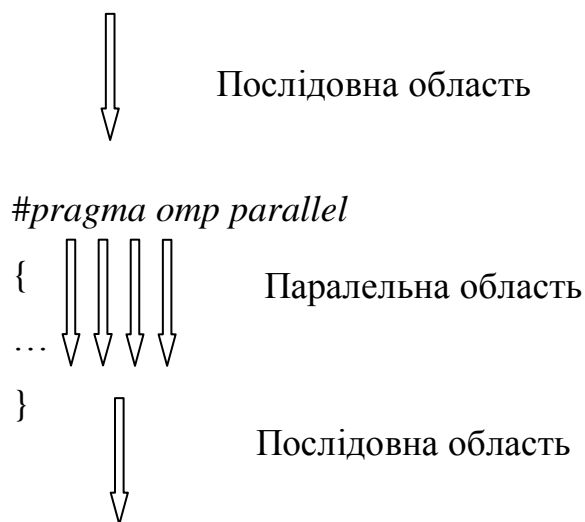 Послідовна область
#pragma omp parallel
{
Паралельна область
…
}
Послідовна область